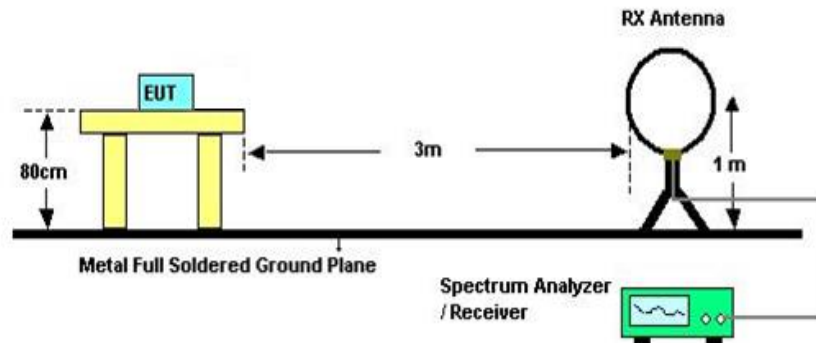 RX Antenna
EUT
3m
80cm
1 m
Metal Full Soldered Ground Plane
Spectrum Analyzer
/ Receiver